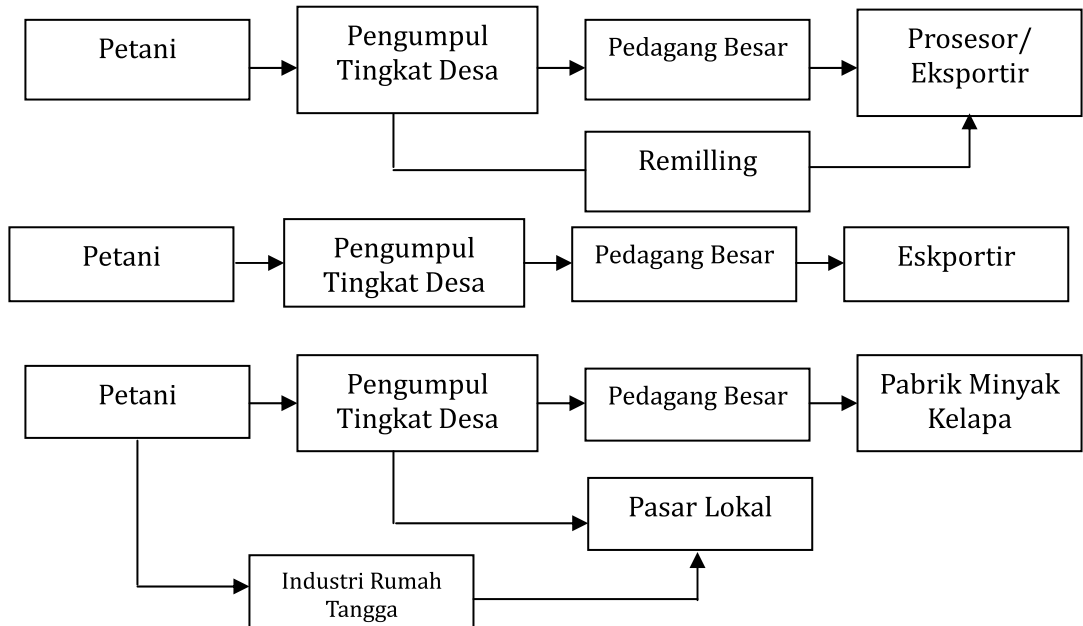 Petani
Pengumpul
Tingkat Desa
Pedagang Besar
Prosesor/
Eksportir
Remilling
Petani
Pengumpul
Tingkat Desa
Pedagang Besar
Eskportir
Petani
Pengumpul
Tingkat Desa
Pedagang Besar
Pabrik Minyak
Kelapa
Pasar Lokal
Industri Rumah
Tangga